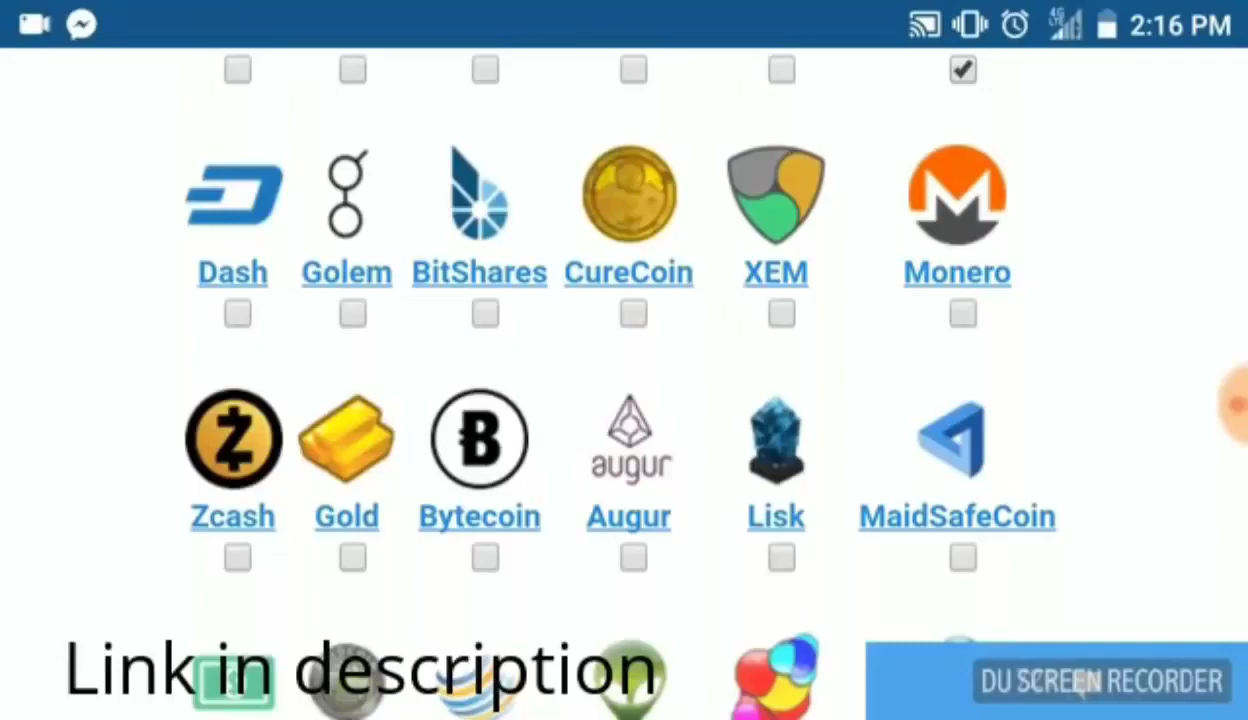 2:16 PM
Dash Golem BitShares CureCoin XEM Monero
augur
Zcash Gold Bytecoin Augur Lisk MaidSafeCoin
Link in description
DU SCREEN RECORDER